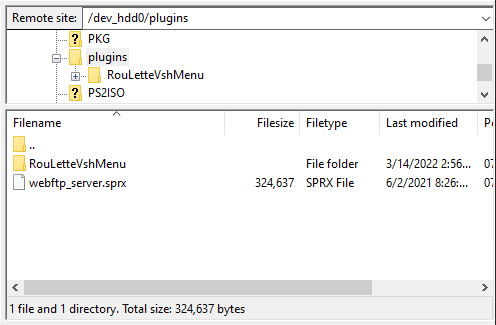 Remote site: /dev_hdd0/plugins
PKG
plugins
RouLetteVshMenu
PS2ISO
Filename Filesize Filetype Last modified Pe
..
RouLetteVshMenu File folder 3/14/2022 2:56... 07
webftp_server.sprx 324,637 SPRX File 6/2/2021 8:26:... 07
1 file and 1 directory. Total size: 324,637 bytes